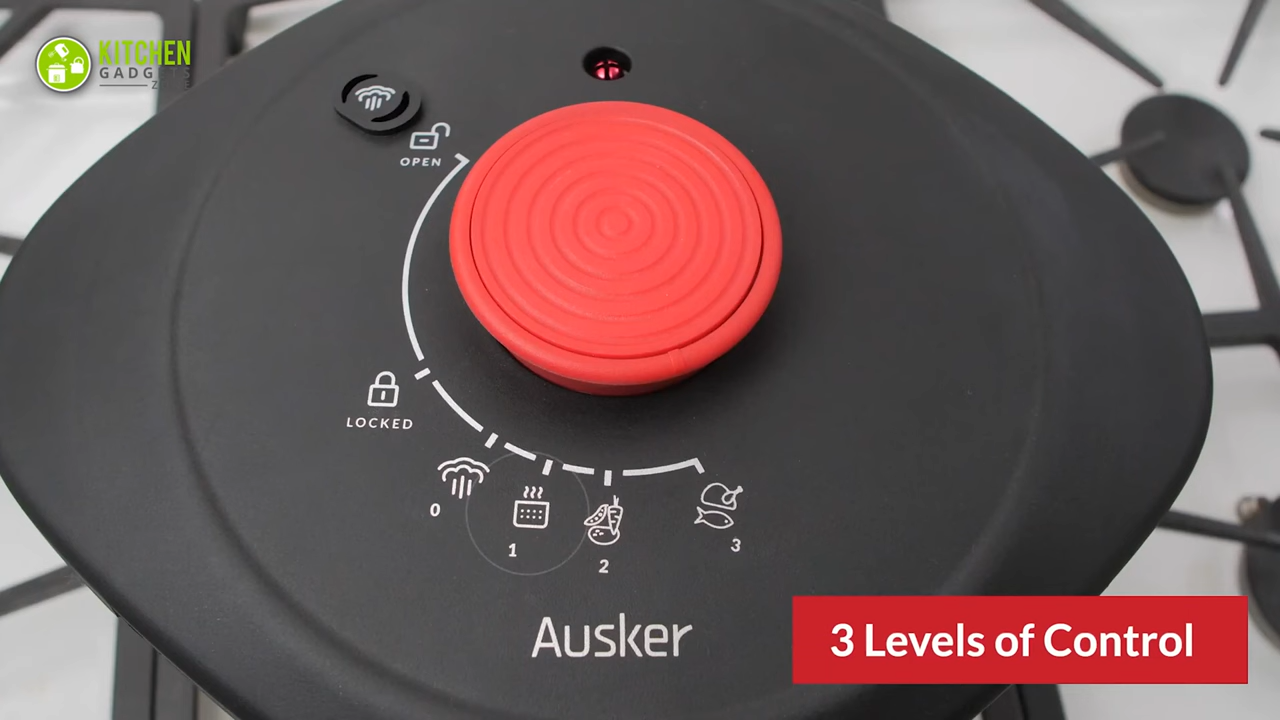 KITCHEN
GADGETS
OPEN
LOCKED
0
1
2
3
Ausker
3 Levels of Control